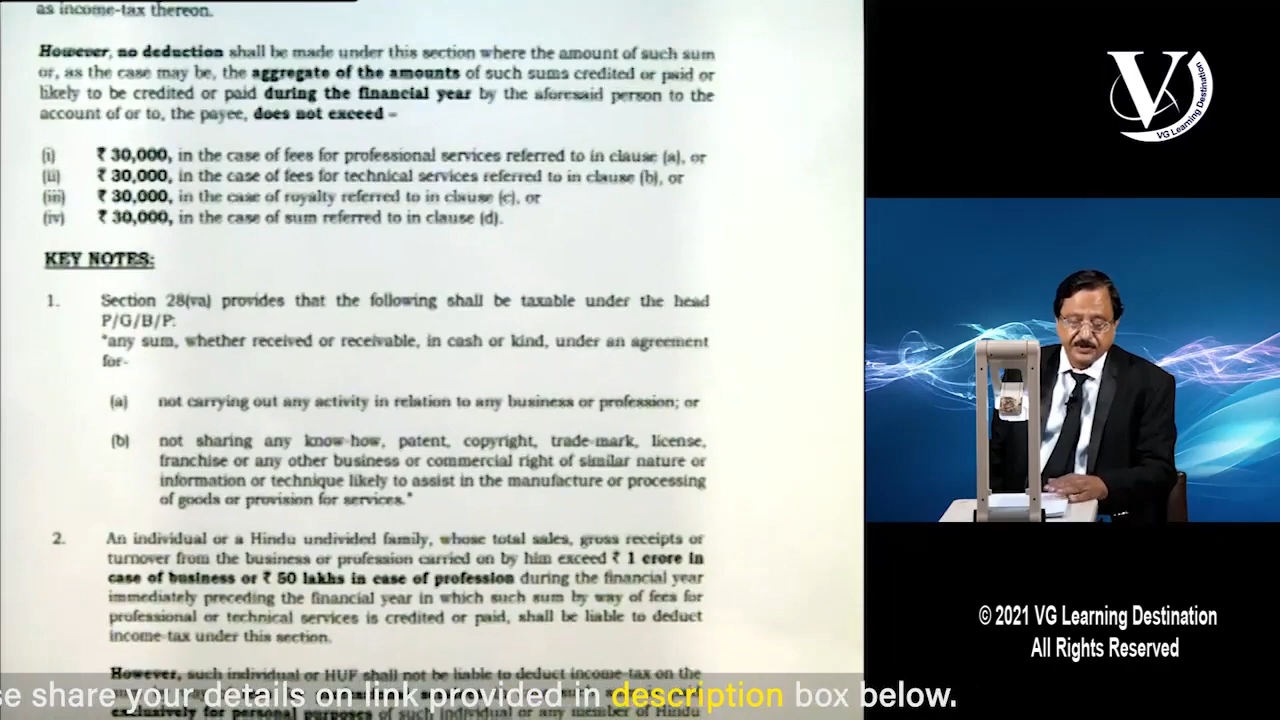 as income-tax thereon.
However, no deduction shall be made under this section where the amount of such sum
or, as the case may be, the aggregate of the amounts of such sums credited or paid or
likely to be credited or paid during the financial year by the aforesaid person to the
account of or to, the payee, does not exceed –
(i) ₹ 30,000, in the case of fees for professional services referred to in clause (a), or
(ii) ₹ 30,000, in the case of fees for technical services referred to in clause (b), or
(iii) ₹ 30,000, in the case of royalty referred to in clause (c), or
(iv) ₹ 30,000, in the case of sum referred to in clause (d).
KEY NOTES:
1. Section 28(va) provides that the following shall be taxable under the head
P/G/B/P:
"any sum, whether received or receivable, in cash or kind, under an agreement
for-
(a) not carrying out any activity in relation to any business or profession; or
(b) not sharing any know-how, patent, copyright, trade-mark, license,
franchise or any other business or commercial right of similar nature or
information or technique likely to assist in the manufacture or processing
of goods or provision for services."
2. An individual or a Hindu undivided family, whose total sales, gross receipts or
turnover from the business or profession carried on by him exceed ₹ 1 crore in
case of business or ₹ 50 lakhs in case of profession during the financial year
immediately preceding the financial year in which such sum by way of fees for
professional or technical services is credited or paid, shall be liable to deduct
income-tax under this section.
However, such individual or HUF shall not be liable to deduct income-tax on the
exclusively for personal purposes of such individual or any member of Hindu
se share your details on link provided in description box below.
V
VG Learning Destination
© 2021 VG Learning Destination
All Rights Reserved